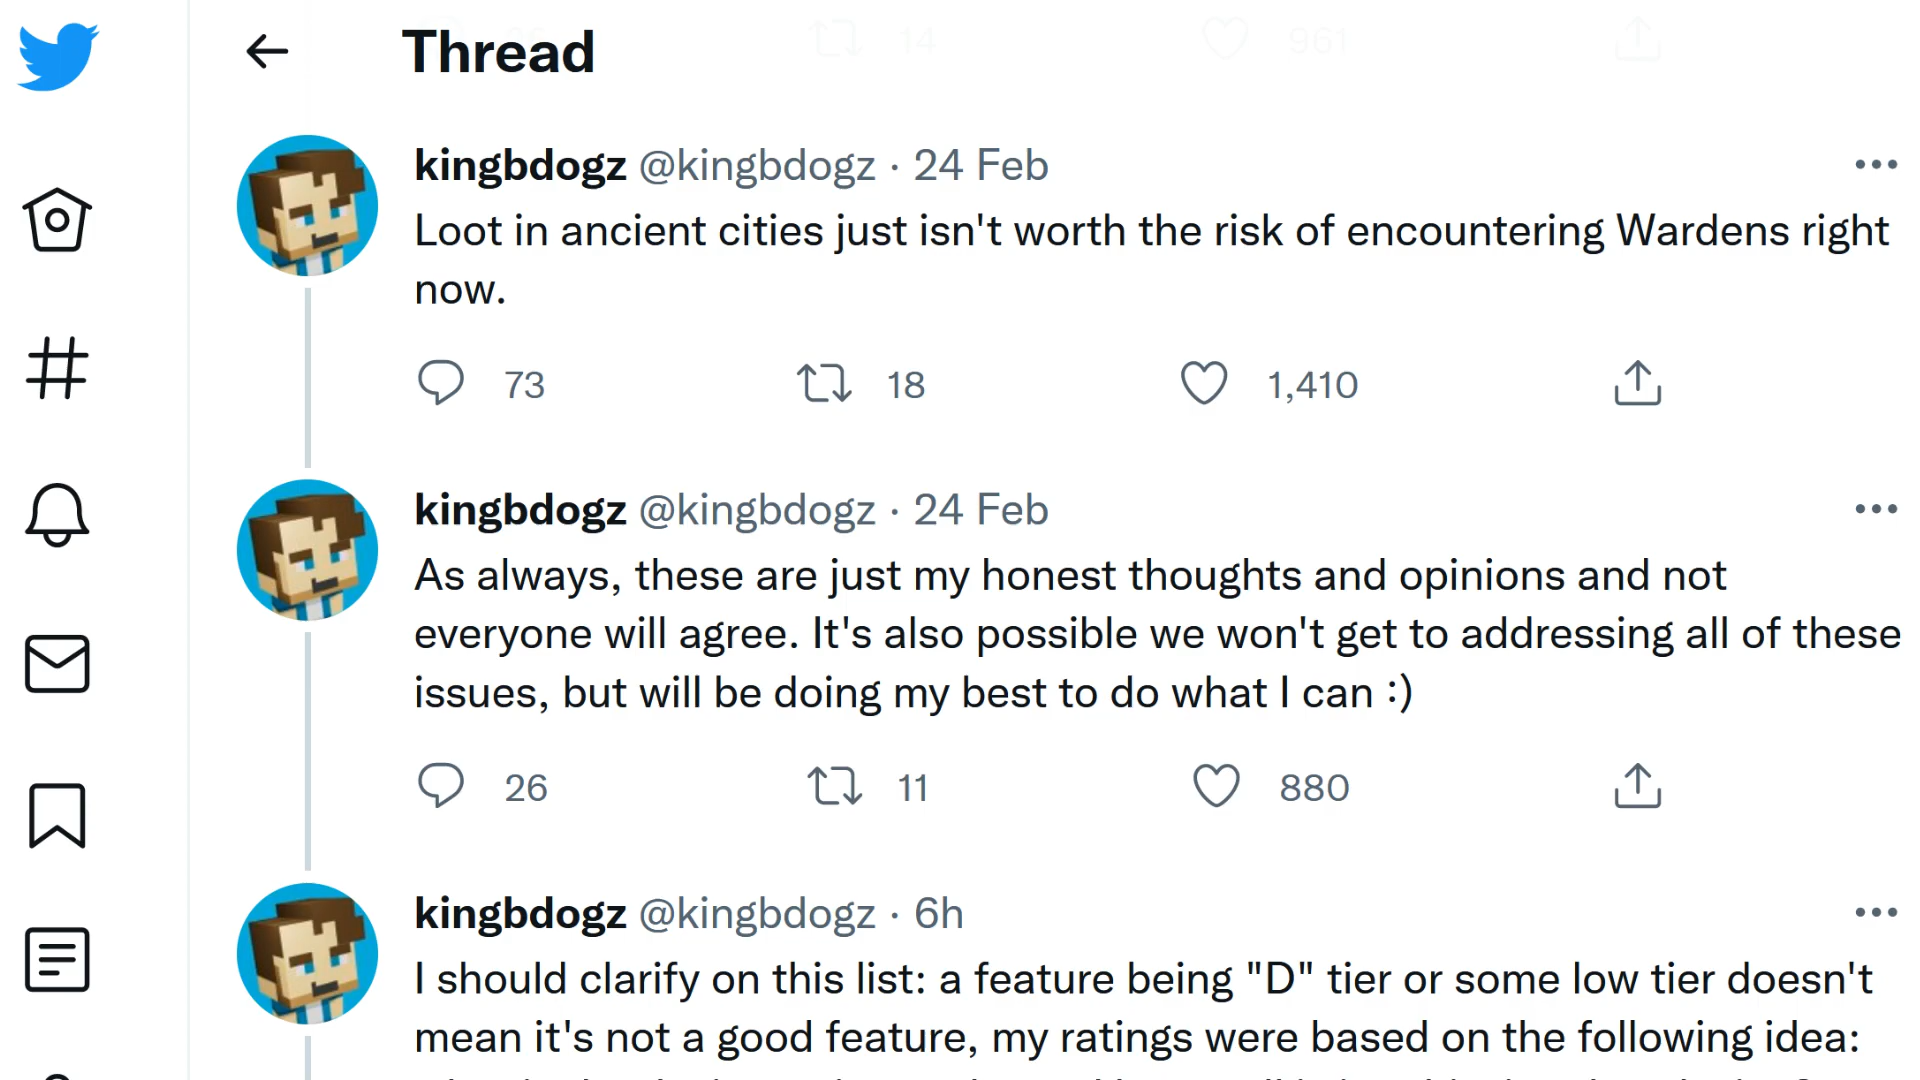 Thread
14
961
kingbdogz @kingbdogz · 24 Feb
Loot in ancient cities just isn't worth the risk of encountering Wardens right
now.
73 18 1,410
kingbdogz @kingbdogz · 24 Feb
As always, these are just my honest thoughts and opinions and not
everyone will agree. It's also possible we won't get to addressing all of these
issues, but will be doing my best to do what I can :)
26 11 880
kingbdogz @kingbdogz · 6h
I should clarify on this list: a feature being "D" tier or some low tier doesn't
mean it's not a good feature, my ratings were based on the following idea: